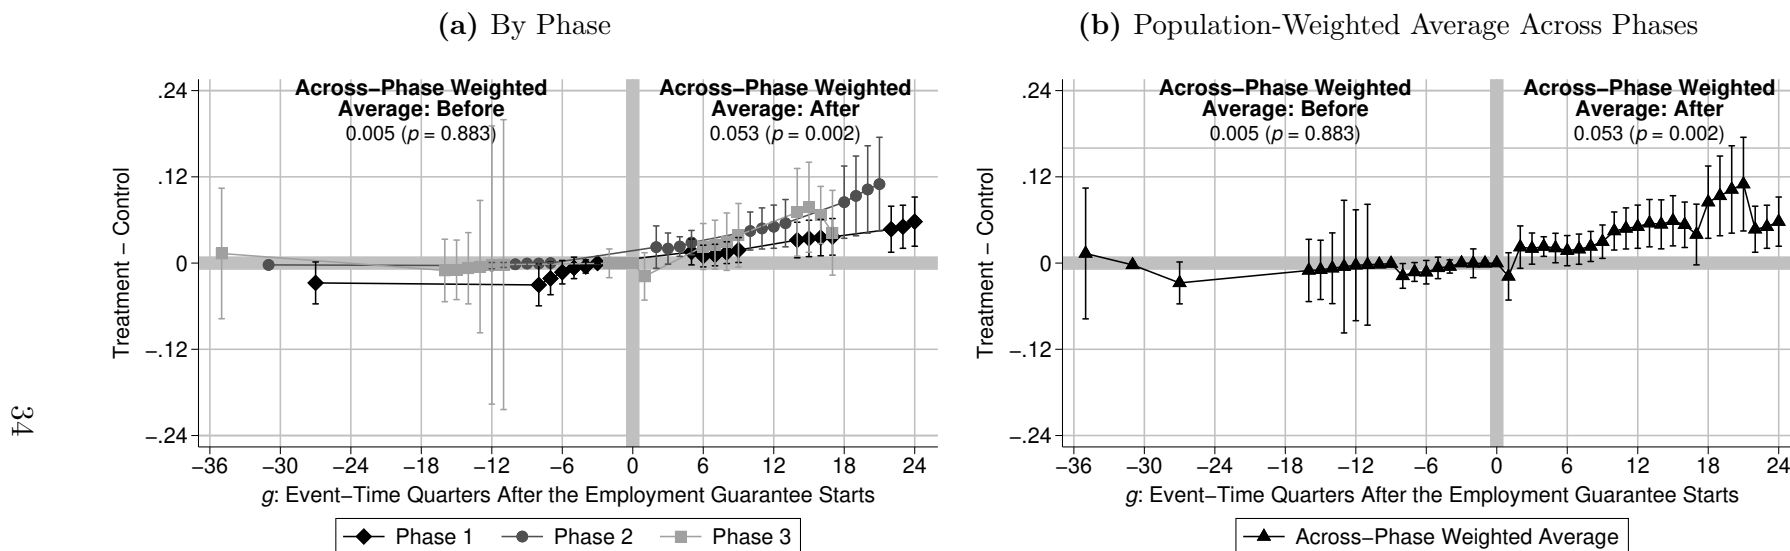 (a) By Phase
Across−Phase Weighted
Average: Before
0.005 (p = 0.883)
Across−Phase Weighted
Average: After
0.053 (p = 0.002)
Treatment − Control
.24
.12
0
−.12
−.24
−36 −30 −24 −18 −12 −6 0 6 12 18 24
g: Event−Time Quarters After the Employment Guarantee Starts
Phase 1 Phase 2 Phase 3
(b) Population-Weighted Average Across Phases
Across−Phase Weighted
Average: Before
0.005 (p = 0.883)
Across−Phase Weighted
Average: After
0.053 (p = 0.002)
Treatment − Control
.24
.12
0
−.12
−.24
−36 −30 −24 −18 −12 −6 0 6 12 18 24
g: Event−Time Quarters After the Employment Guarantee Starts
Across−Phase Weighted Average
34